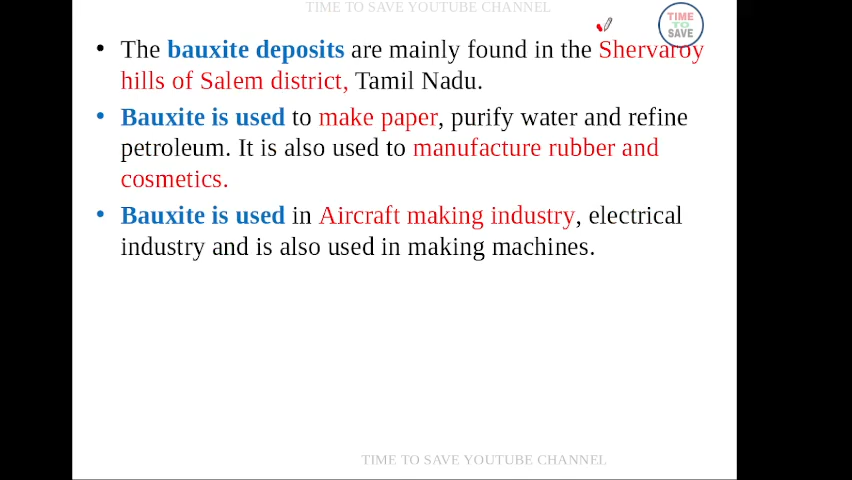 TIME TO SAVE YOUTUBE CHANNEL
TIME
TO
SAVE
• The bauxite deposits are mainly found in the Shervaroy
hills of Salem district, Tamil Nadu.
• Bauxite is used to make paper, purify water and refine
petroleum. It is also used to manufacture rubber and
cosmetics.
• Bauxite is used in Aircraft making industry, electrical
industry and is also used in making machines.
TIME TO SAVE YOUTUBE CHANNEL